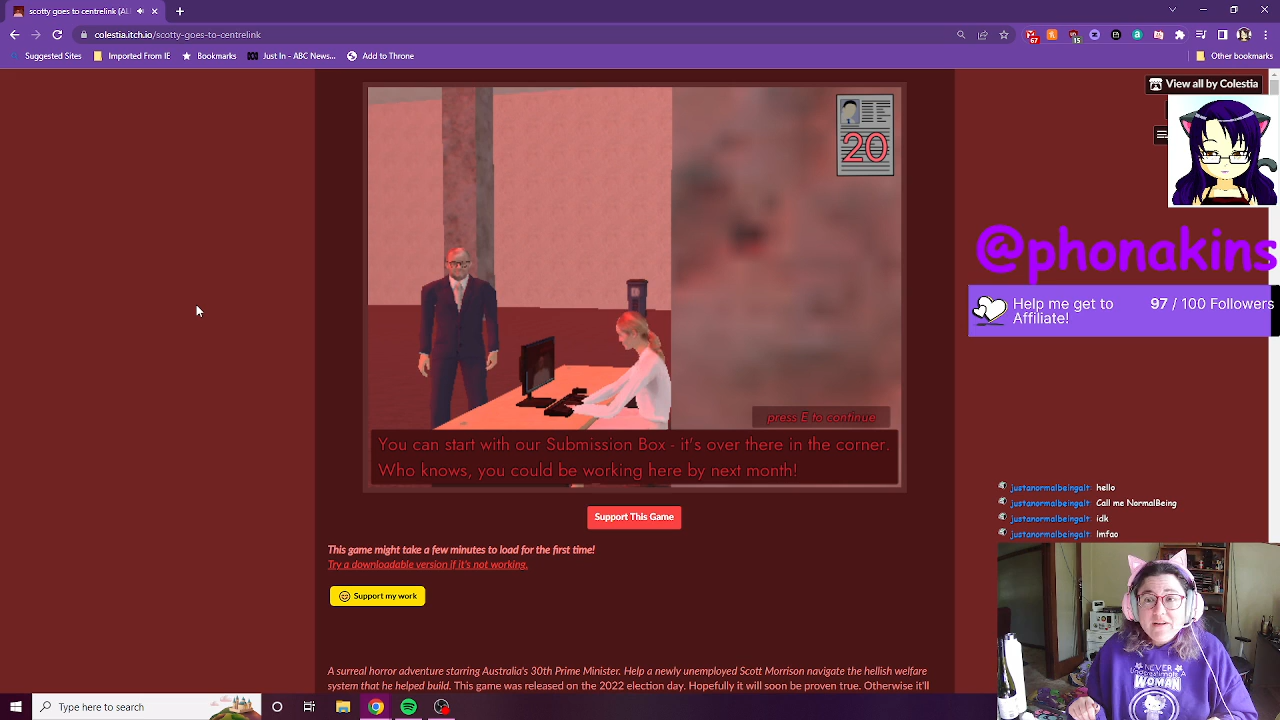 scotty goes to centrelink (A
colestia.itch.io/scotty-goes-to-centrelink
Suggested Sites
Imported From IE
Bookmarks
Just In - ABC News...
Add to Throne
67
15
Other bookmarks
View all by Colestia
20
@phonakins
Help me get to Affiliate!
97 / 100 Followers
press E to continue
You can start with our Submission Box - it's over there in the corner.
Who knows, you could be working here by next month!
justanormalbeingalt: hello
justanormalbeingalt: Call me NormalBeing
justanormalbeingalt: idk
justanormalbeingalt: lmfao
Support This Game
This game might take a few minutes to load for the first time!
Try a downloadable version if it's not working.
Support my work
A surreal horror adventure starring Australia's 30th Prime Minister. Help a newly unemployed Scott Morrison navigate the hellish welfare
system that he helped build. This game was released on the 2022 election day. Hopefully it will soon be proven true. Otherwise it'll
NEVER
WOMAN
Type here to search